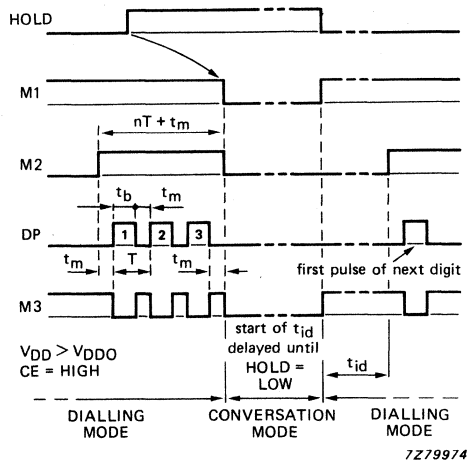 HOLD
M1
nT + tm
M2
tb
tm
DP
1
2
3
tm
T
tm
first pulse of next digit
M3
start of tid
delayed until
HOLD =
LOW
tid
VDD > VDDO
CE = HIGH
DIALLING
MODE
CONVERSATION
MODE
DIALLING
MODE
7Z79974